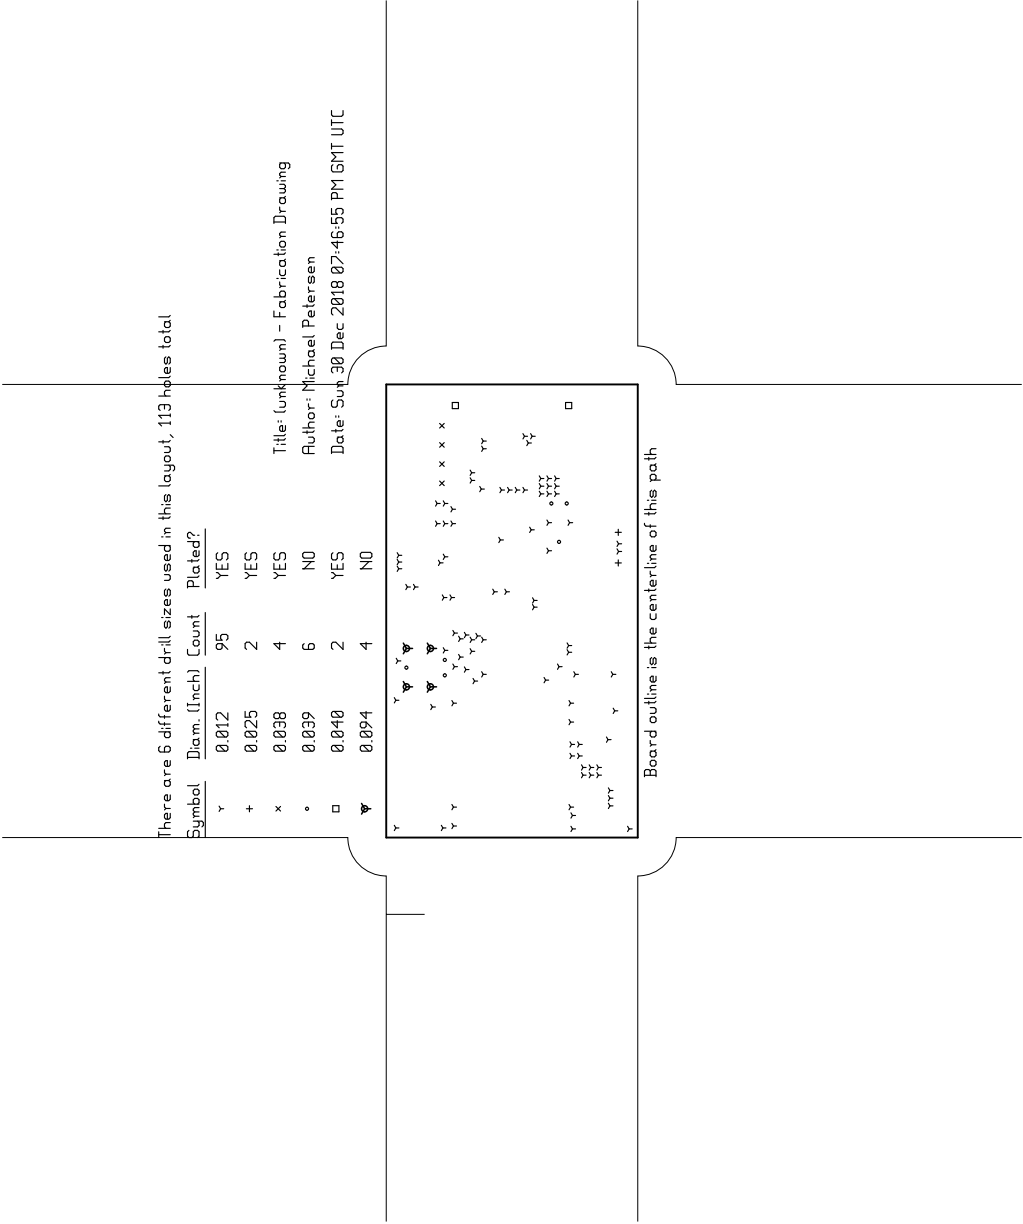 There are 6 different drill sizes used in this layout, 113 holes total
Symbol Diam. (Inch) Count Plated?
0.012 95 YES
0.025 2 YES
0.038 4 YES
0.039 6 NO
0.040 2 YES
0.094 4 NO
Title: (unknown) - Fabrication Drawing
Author: Michael Petersen
Date: Sun 30 Dec 2018 07:46:55 PM GMT UTC
Board outline is the centerline of this path